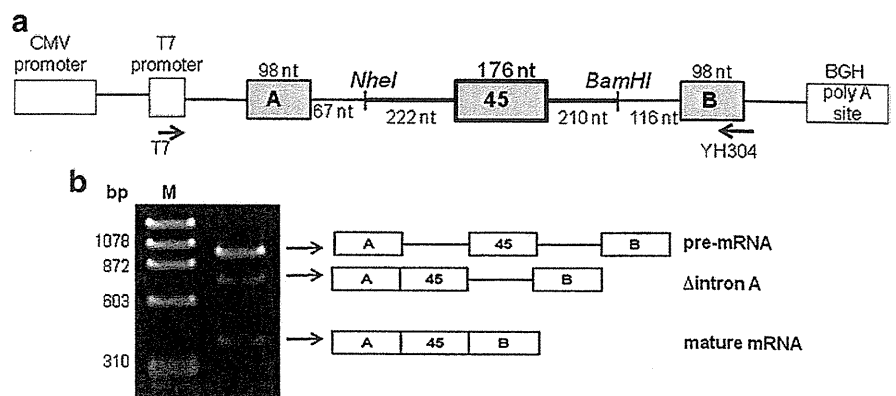 a
CMV promoter
T7 promoter
98 nt
NheI
176 nt
BamHI
98 nt
BGH poly A site
A
45
B
67 nt
222 nt
210 nt
116 nt
T7
YH304
b
bp
M
1078
872
603
310
A
45
B
pre-mRNA
A
45
B
Δintron A
A
45
B
mature mRNA